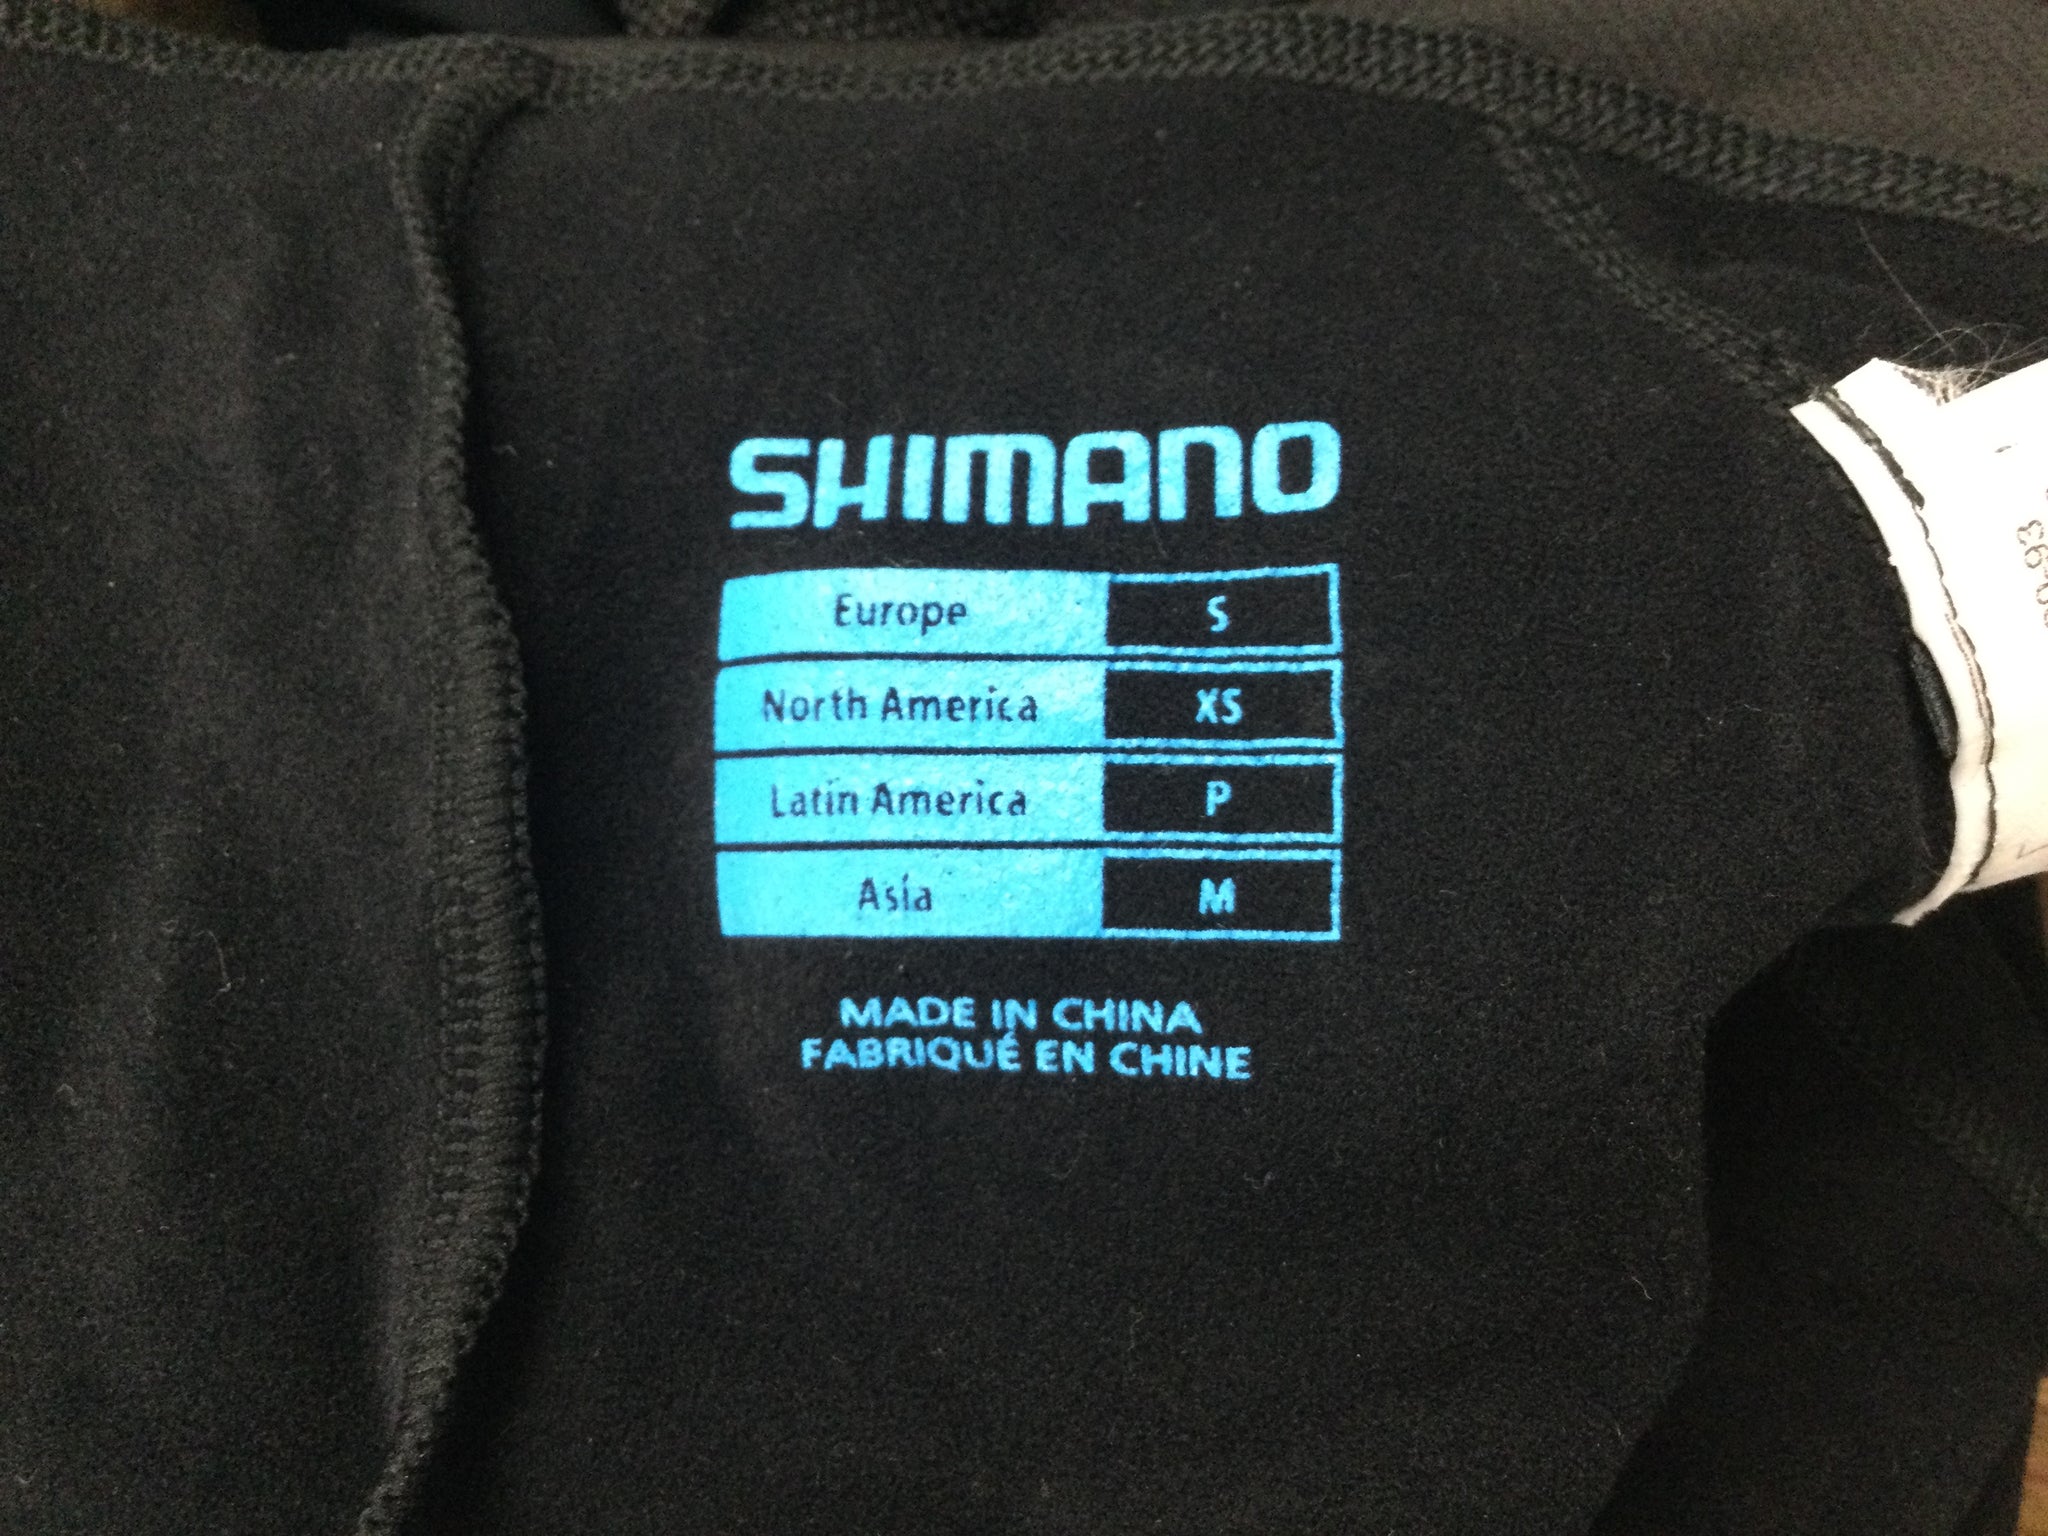 SHIMANO
Europe S
North America XS
Latin America P
Asia M
MADE IN CHINA
FABRIQUÉ EN CHINE